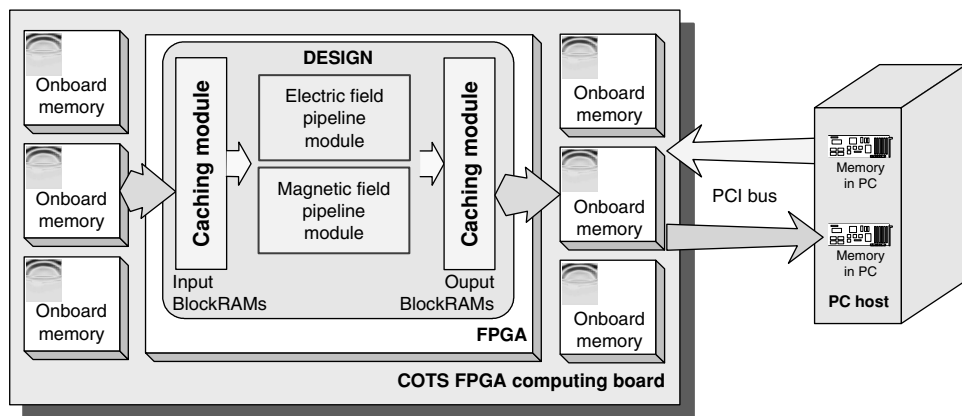 Onboard
memory
Onboard
memory
Onboard
memory
DESIGN
Caching module
Electric field
pipeline
module
Magnetic field
pipeline
module
Caching module
Input
BlockRAMs
Ouput
BlockRAMs
FPGA
Onboard
memory
Onboard
memory
Onboard
memory
COTS FPGA computing board
PCI bus
Memory
in PC
Memory
in PC
PC host